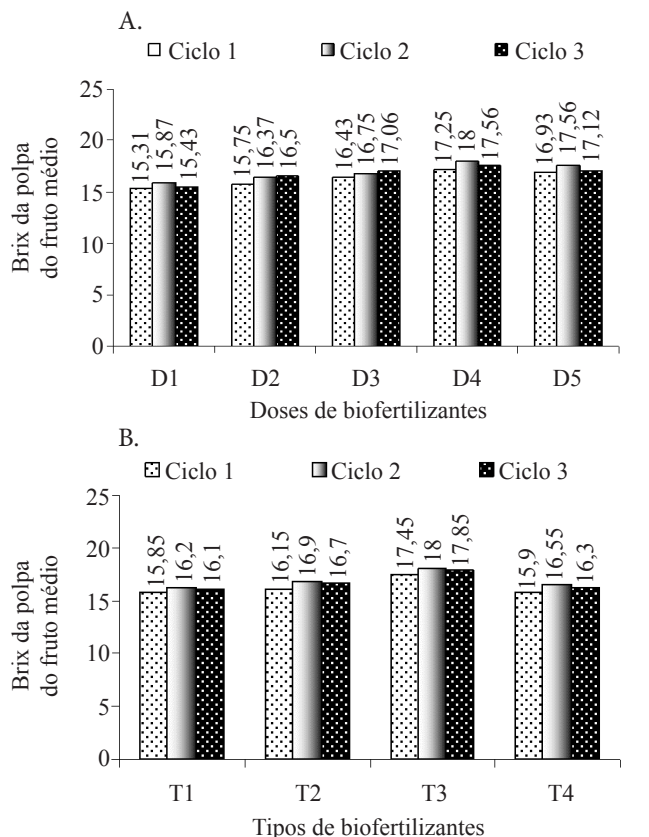 A.
Ciclo 1 Ciclo 2 Ciclo 3
Brix da polpa
do fruto médio
25
20
15
10
5
0
15,31 15,87 15,43 15,75 16,37 16,5 16,43 16,75 17,06 17,25 18 17,56 16,93 17,56 17,12
D1 D2 D3 D4 D5
Doses de biofertilizantes
B.
Ciclo 1 Ciclo 2 Ciclo 3
Brix da polpa
do fruto médio
25
20
15
10
5
0
15,85 16,2 16,1 16,15 16,9 16,7 17,45 18 17,85 15,9 16,55 16,3
T1 T2 T3 T4
Tipos de biofertilizantes